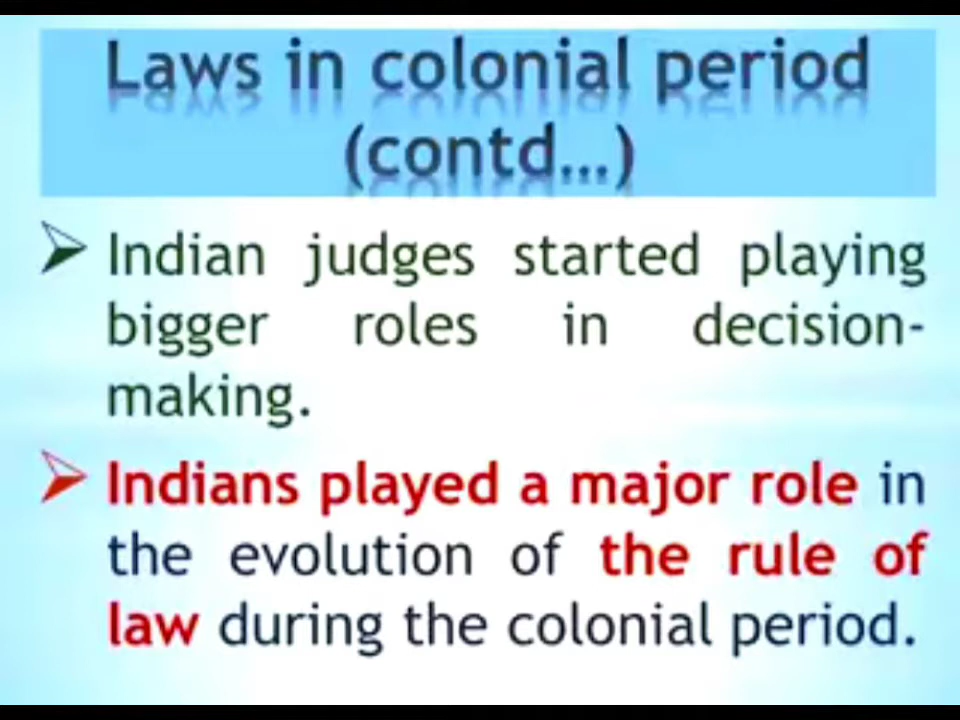 Laws in colonial period
(contd...)
Indian judges started playing
bigger roles in decision-
making.
Indians played a major role in
the evolution of the rule of
law during the colonial period.